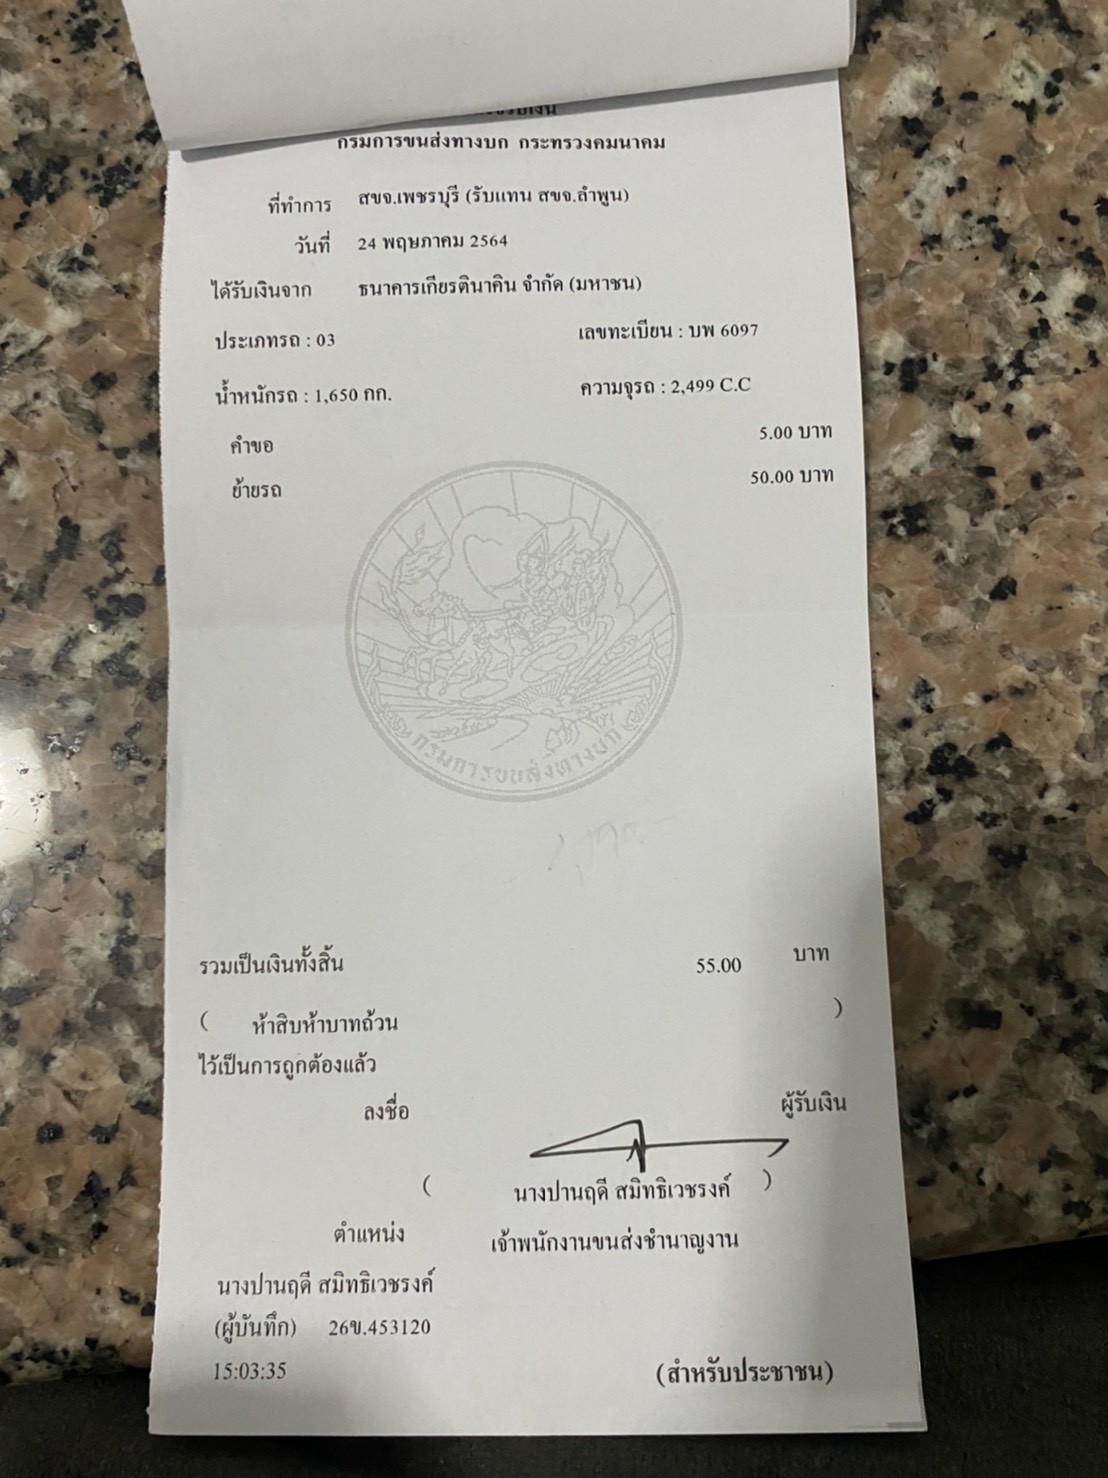 กรมการขนส่งทางบก กระทรวงคมนาคม
ที่ทำการ สขจ.เพชรบุรี (รับแทน สขจ.ลำพูน)
วันที่ 24 พฤษภาคม 2564
ได้รับเงินจาก ธนาคารเกียรตินาคิน จำกัด (มหาชน)
ประเภทรถ : 03 เลขทะเบียน : บพ 6097
น้ำหนักรถ : 1,650 กก. ความจุรถ : 2,499 C.C
คำขอ 5.00 บาท
ย้ายรถ 50.00 บาท
กรมการขนส่งทางบก
รวมเป็นเงินทั้งสิ้น 55.00 บาท
( ห้าสิบห้าบาทถ้วน )
ไว้เป็นการถูกต้องแล้ว
ลงชื่อ ผู้รับเงิน
( นางปานฤดี สมิทธิเวชรงค์ )
ตำแหน่ง เจ้าพนักงานขนส่งชำนาญงาน
นางปานฤดี สมิทธิเวชรงค์
(ผู้บันทึก) 26ข.453120
15:03:35 (สำหรับประชาชน)